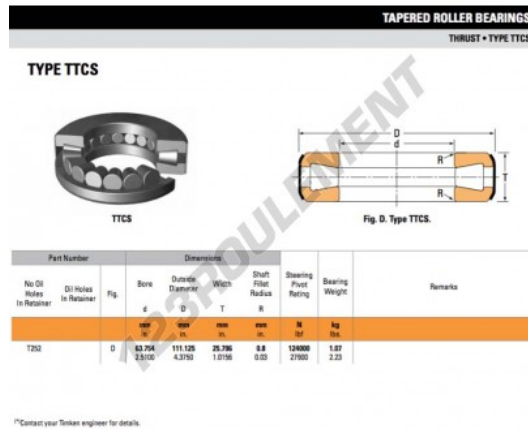 TAPERED ROLLER BEARINGS
THRUST • TYPE TTCS
TYPE TTCS
D
d
R
T
R
TTCS
Fig. D. Type TTCS.
Part Number Dimensions
No Oil Holes In Retainer Oil Holes In Retainer Fig. Bore Outside Diameter Width Shaft Fillet Radius Steering Pivot Rating Bearing Weight Remarks
d D T R
mm mm mm mm N kg
in. in. in. in. lbf lbs.
T252 D 63.754 111.125 25.796 0.8 124000 1.07
2.5100 4.3750 1.0156 0.03 27900 2.23
(*)Contact your Timken engineer for details.
123ROULEMENT